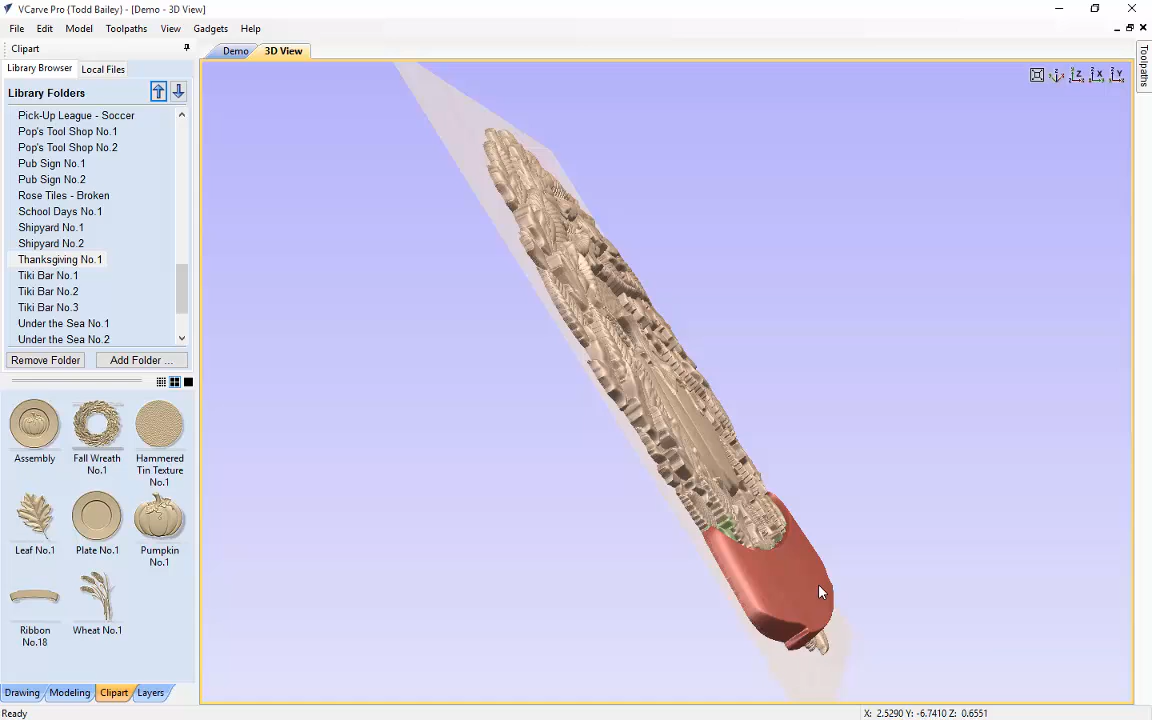 VCarve Pro {Todd Bailey} - [Demo - 3D View]
File Edit Model Toolpaths View Gadgets Help
Clipart
Library Browser Local Files
Library Folders
Pick-Up League - Soccer
Pop's Tool Shop No.1
Pop's Tool Shop No.2
Pub Sign No.1
Pub Sign No.2
Rose Tiles - Broken
School Days No.1
Shipyard No.1
Shipyard No.2
Thanksgiving No.1
Tiki Bar No.1
Tiki Bar No.2
Tiki Bar No.3
Under the Sea No.1
Under the Sea No.2
Remove Folder Add Folder ...
Assembly
Fall Wreath
No.1
Hammered
Tin Texture
No.1
Leaf No.1
Plate No.1
Pumpkin
No.1
Ribbon
No.18
Wheat No.1
Drawing Modeling Clipart Layers
Ready
Demo 3D View
Z X Y
Toolpaths
X: 2.5290 Y: -6.7410 Z: 0.6551